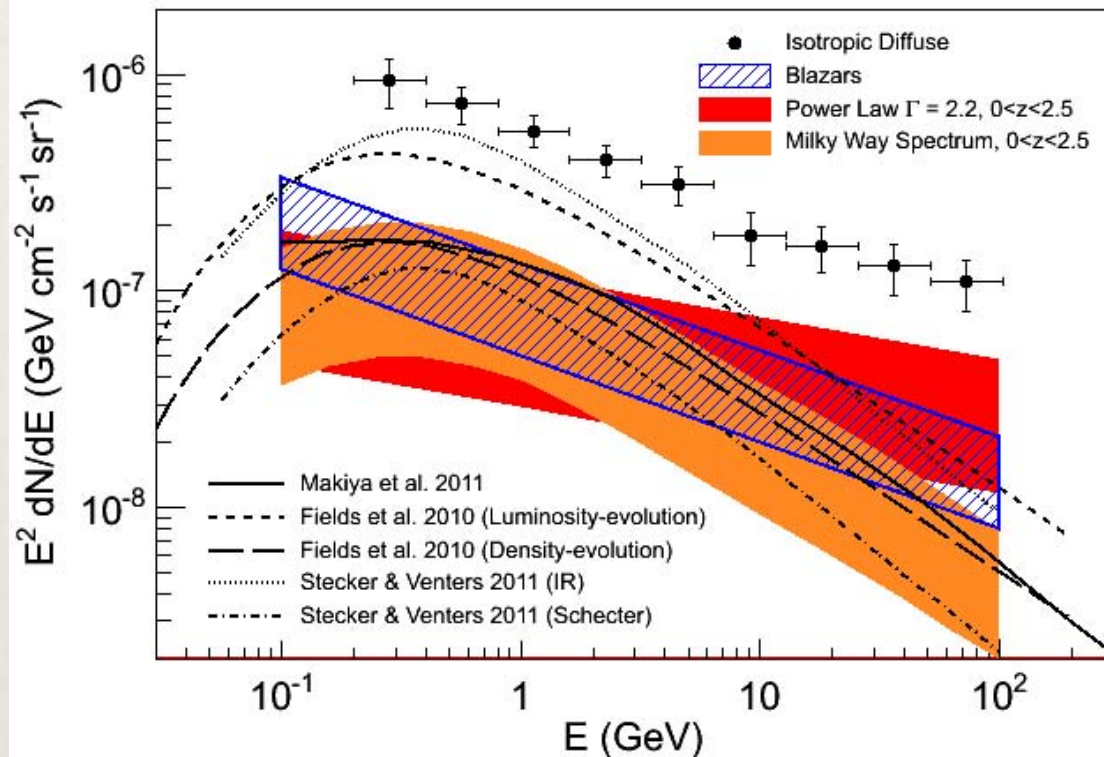 10⁻⁶
10⁻⁷
10⁻⁸
E² dN/dE (GeV cm⁻² s⁻¹ sr⁻¹)
Isotropic Diffuse
Blazars
Power Law Γ = 2.2, 0<z<2.5
Milky Way Spectrum, 0<z<2.5
Makiya et al. 2011
Fields et al. 2010 (Luminosity-evolution)
Fields et al. 2010 (Density-evolution)
Stecker & Venters 2011 (IR)
Stecker & Venters 2011 (Schecter)
10⁻¹ 1 10 10²
E (GeV)